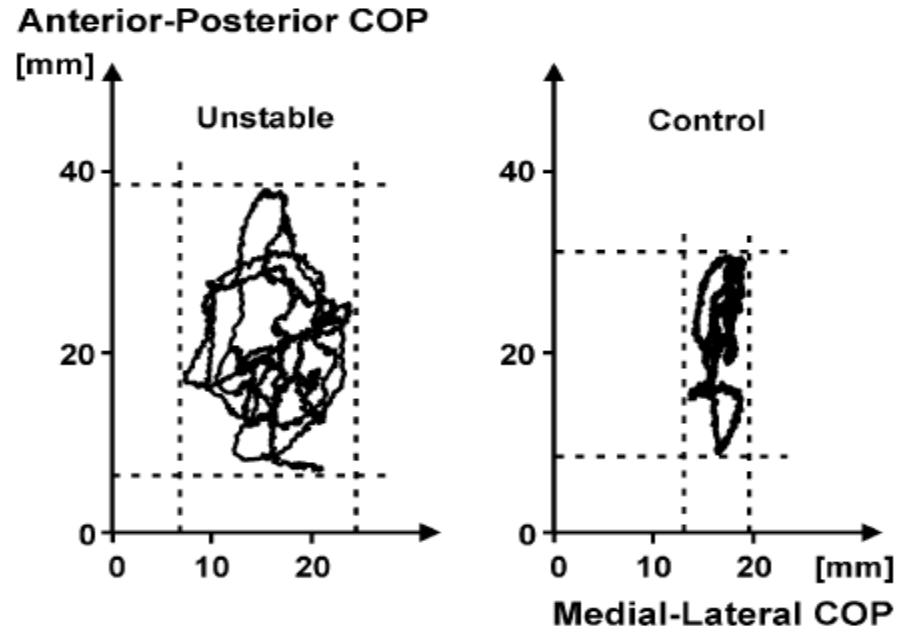 Anterior-Posterior COP
[mm]
Unstable
Control
40
40
20
20
0
0
0 10 20
0 10 20 [mm]
Medial-Lateral COP